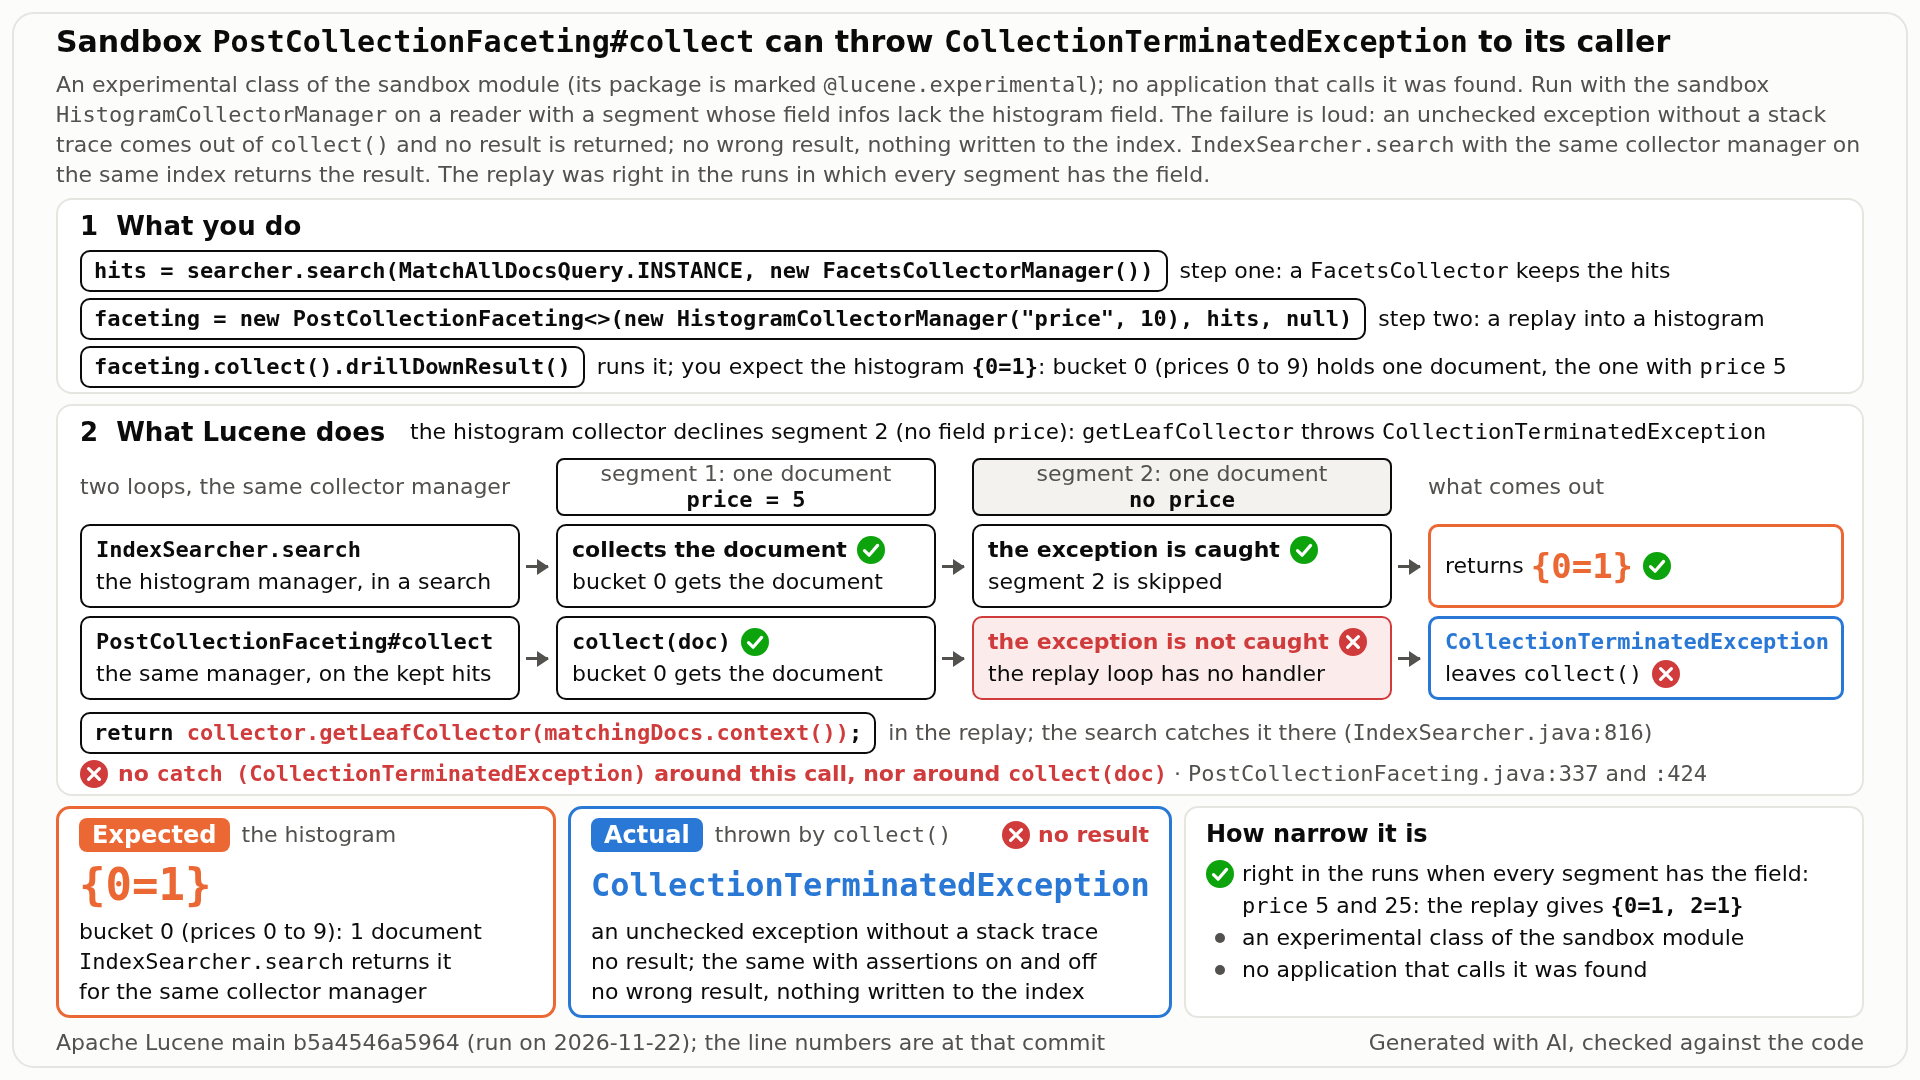 Sandbox PostCollectionFaceting#collect can throw CollectionTerminatedException to its caller
An experimental class of the sandbox module (its package is marked @lucene.experimental); no application that calls it was found. Run with the sandbox
HistogramCollectorManager on a reader with a segment whose field infos lack the histogram field. The failure is loud: an unchecked exception without a stack
trace comes out of collect() and no result is returned; no wrong result, nothing written to the index. IndexSearcher.search with the same collector manager on
the same index returns the result. The replay was right in the runs in which every segment has the field.
1 What you do
hits = searcher.search(MatchAllDocsQuery.INSTANCE, new FacetsCollectorManager()) step one: a FacetsCollector keeps the hits
faceting = new PostCollectionFaceting<>(new HistogramCollectorManager("price", 10), hits, null) step two: a replay into a histogram
faceting.collect().drillDownResult() runs it; you expect the histogram {0=1}: bucket 0 (prices 0 to 9) holds one document, the one with price 5
2 What Lucene does the histogram collector declines segment 2 (no field price): getLeafCollector throws CollectionTerminatedException
two loops, the same collector manager
segment 1: one document
price = 5
segment 2: one document
no price
what comes out
IndexSearcher.search
the histogram manager, in a search
collects the document
bucket 0 gets the document
the exception is caught
segment 2 is skipped
returns {0=1}
PostCollectionFaceting#collect
the same manager, on the kept hits
collect(doc)
bucket 0 gets the document
the exception is not caught
the replay loop has no handler
CollectionTerminatedException
leaves collect()
return collector.getLeafCollector(matchingDocs.context()); in the replay; the search catches it there (IndexSearcher.java:816)
no catch (CollectionTerminatedException) around this call, nor around collect(doc) · PostCollectionFaceting.java:337 and :424
Expected the histogram
{0=1}
bucket 0 (prices 0 to 9): 1 document
IndexSearcher.search returns it
for the same collector manager
Actual thrown by collect() no result
CollectionTerminatedException
an unchecked exception without a stack trace
no result; the same with assertions on and off
no wrong result, nothing written to the index
How narrow it is
right in the runs when every segment has the field:
price 5 and 25: the replay gives {0=1, 2=1}
• an experimental class of the sandbox module
• no application that calls it was found
Apache Lucene main b5a4546a5964 (run on 2026-11-22); the line numbers are at that commit
Generated with AI, checked against the code